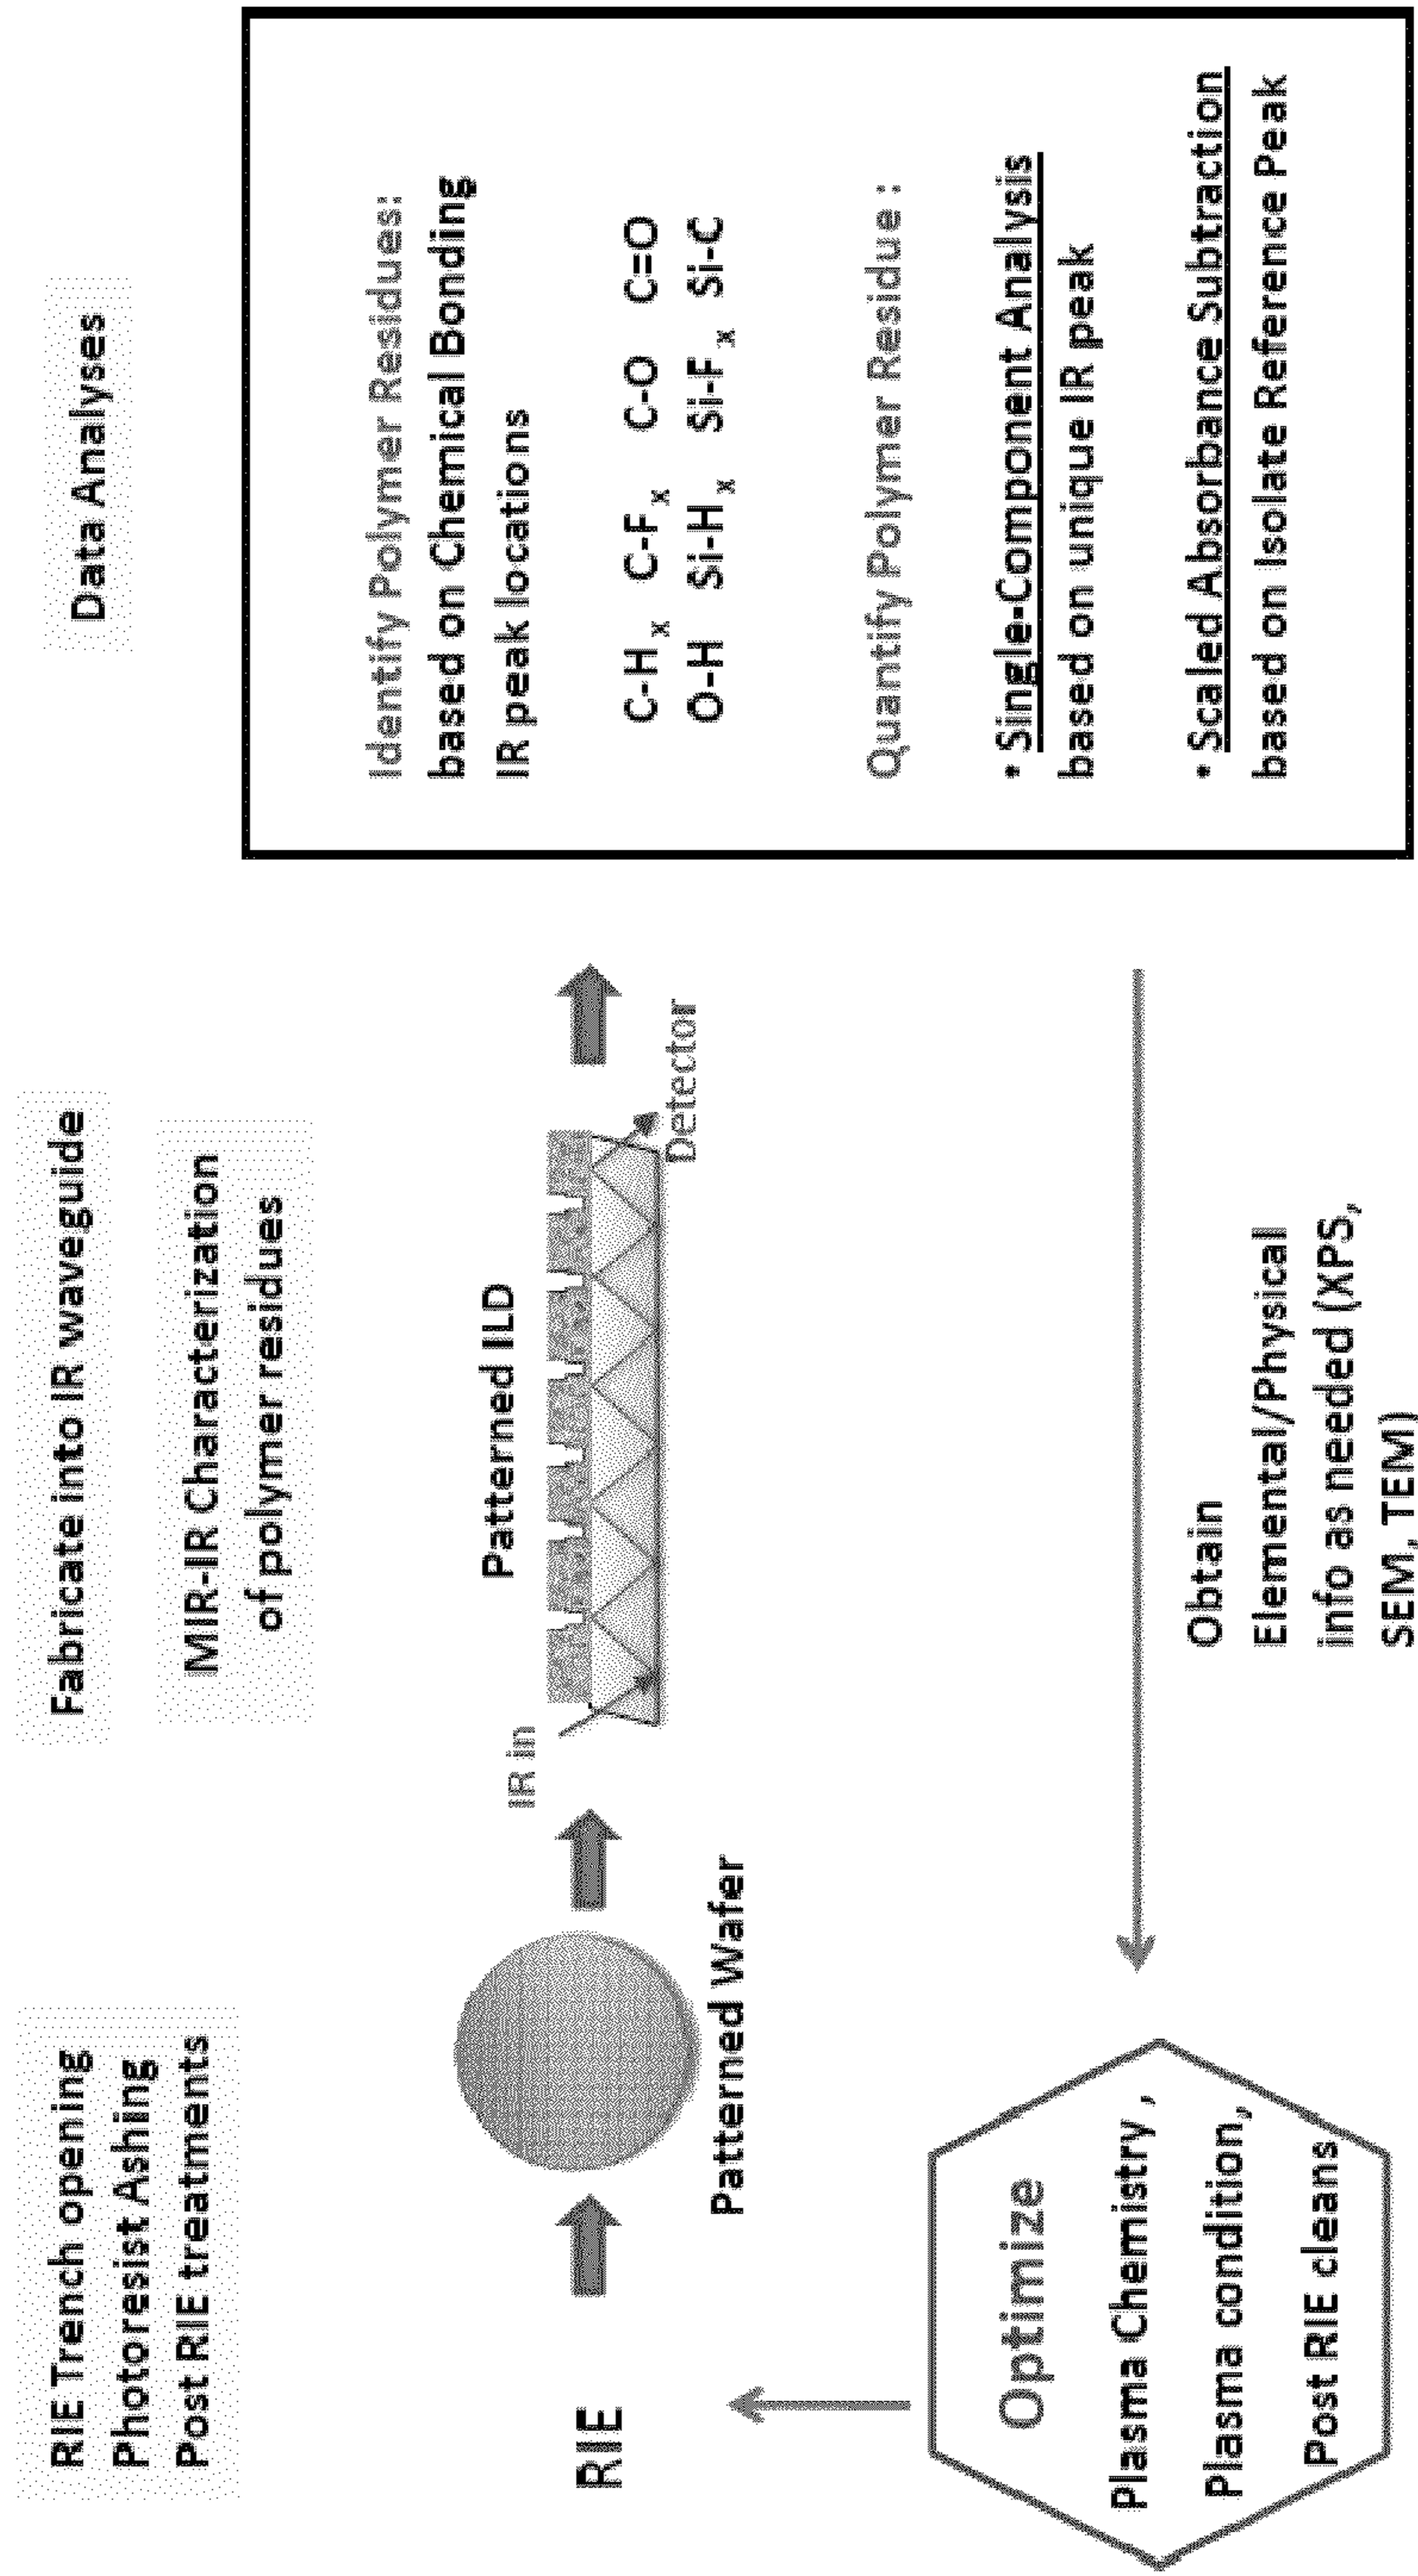 RIE Trench opening
Photoresist Ashing
Post RIE treatments
Fabricate into IR waveguide
MIR-IR Characterization
of polymer residues
Data Analyses
RIE
Patterned Wafer
IR in
Patterned ILD
Detector
Identify Polymer Residues:
based on Chemical Bonding
IR peak locations
C-Hx C-Fx C-O C=O
O-H Si-Hx Si-Fx Si-C
Quantify Polymer Residue :
• Single-Component Analysis
based on unique IR peak
• Scaled Absorbance Subtraction
based on Isolate Reference Peak
Optimize
Plasma Chemistry ,
Plasma condition,
Post RIE cleans
Obtain
Elemental/Physical
info as needed (XPS,
SEM, TEM)